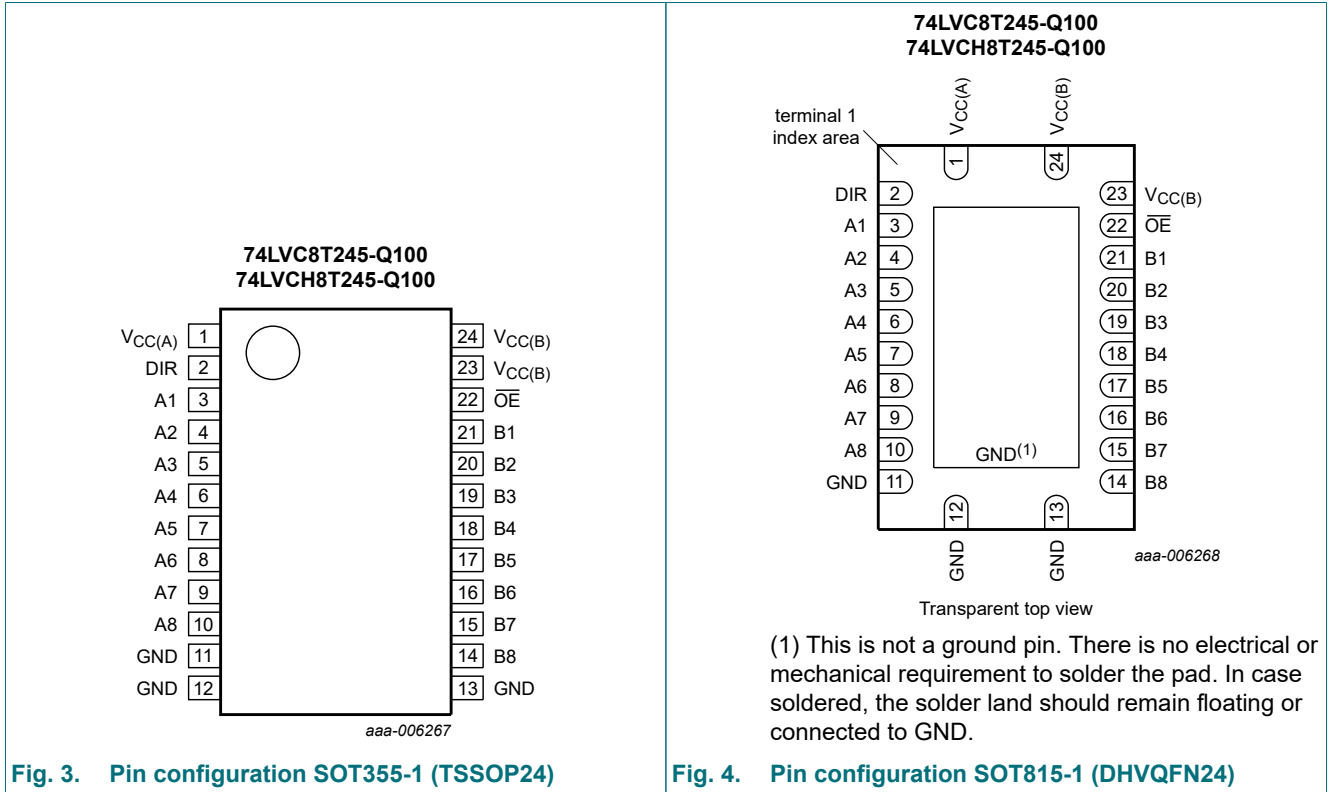 74LVC8T245-Q100
74LVCH8T245-Q100
VCC(A) 1
DIR 2
A1 3
A2 4
A3 5
A4 6
A5 7
A6 8
A7 9
A8 10
GND 11
GND 12
24 VCC(B)
23 VCC(B)
22 OE
21 B1
20 B2
19 B3
18 B4
17 B5
16 B6
15 B7
14 B8
13 GND
aaa-006267
Fig. 3. Pin configuration SOT355-1 (TSSOP24)
74LVC8T245-Q100
74LVCH8T245-Q100
terminal 1
index area
VCC(A)
VCC(B)
1
24
DIR 2
A1 3
A2 4
A3 5
A4 6
A5 7
A6 8
A7 9
A8 10
GND 11
23 VCC(B)
22 OE
21 B1
20 B2
19 B3
18 B4
17 B5
16 B6
15 B7
14 B8
GND(1)
12
13
GND
GND
aaa-006268
Transparent top view
(1) This is not a ground pin. There is no electrical or
mechanical requirement to solder the pad. In case
soldered, the solder land should remain floating or
connected to GND.
Fig. 4. Pin configuration SOT815-1 (DHVQFN24)